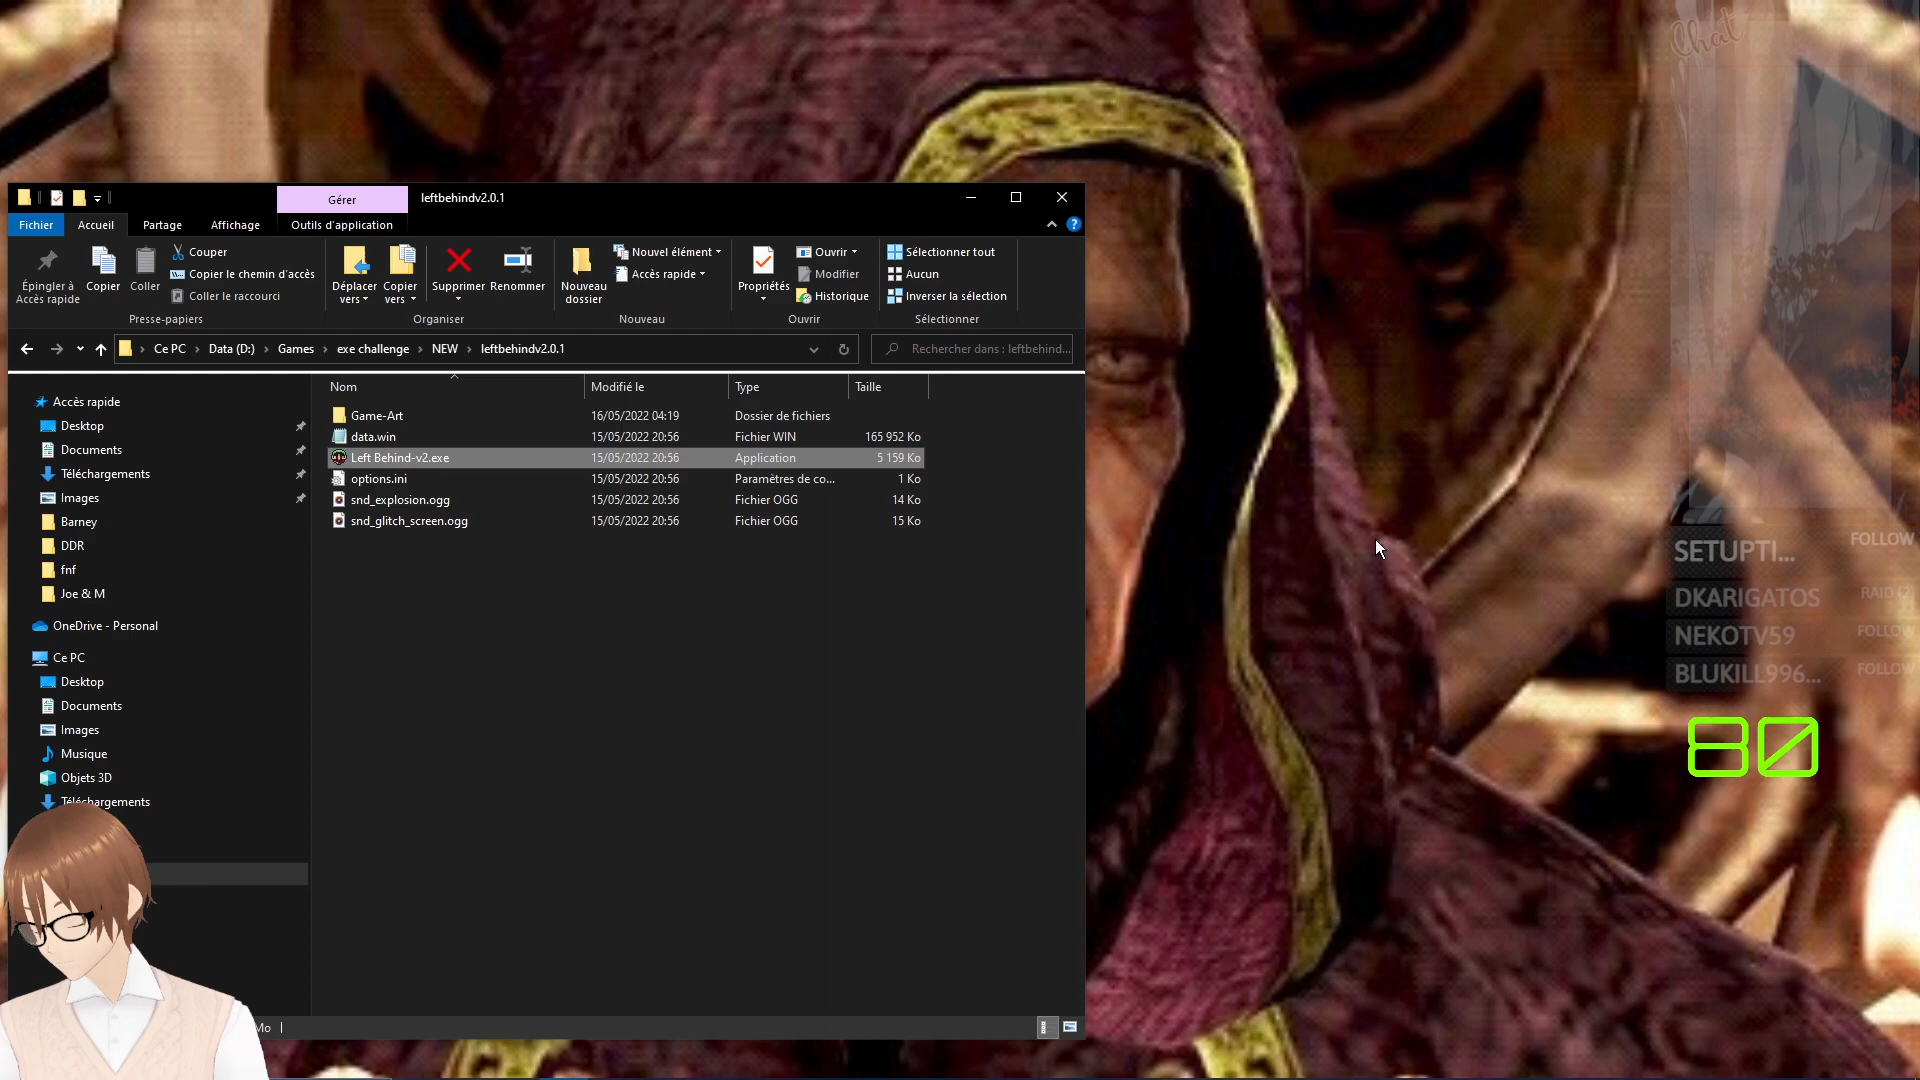 Chat
Gérer
leftbehindv2.0.1
Fichier
Accueil
Partage
Affichage
Outils d'application
Épingler à
Accès rapide
Copier
Coller
Couper
Copier le chemin d'accès
Coller le raccourci
Presse-papiers
Déplacer
vers
Copier
vers
Supprimer
Renommer
Organiser
Nouveau
dossier
Nouvel élément
Accès rapide
Nouveau
Propriétés
Ouvrir
Modifier
Historique
Ouvrir
Sélectionner tout
Aucun
Inverser la sélection
Sélectionner
Ce PC > Data (D:) > Games > exe challenge > NEW > leftbehindv2.0.1
Rechercher dans : leftbehind...
Nom Modifié le Type Taille
Game-Art 16/05/2022 04:19 Dossier de fichiers
data.win 15/05/2022 20:56 Fichier WIN 165 952 Ko
Left Behind-v2.exe 15/05/2022 20:56 Application 5 159 Ko
options.ini 15/05/2022 20:56 Paramètres de co... 1 Ko
snd_explosion.ogg 15/05/2022 20:56 Fichier OGG 14 Ko
snd_glitch_screen.ogg 15/05/2022 20:56 Fichier OGG 15 Ko
Accès rapide
Desktop
Documents
Téléchargements
Images
Barney
DDR
fnf
Joe & M
OneDrive - Personal
Ce PC
Desktop
Documents
Images
Musique
Objets 3D
Téléchargements
Mo
SETUPTI... FOLLOW
DKARIGATOS RAID
NEKOTV59 FOLLOW
BLUKILL996... FOLLOW
80